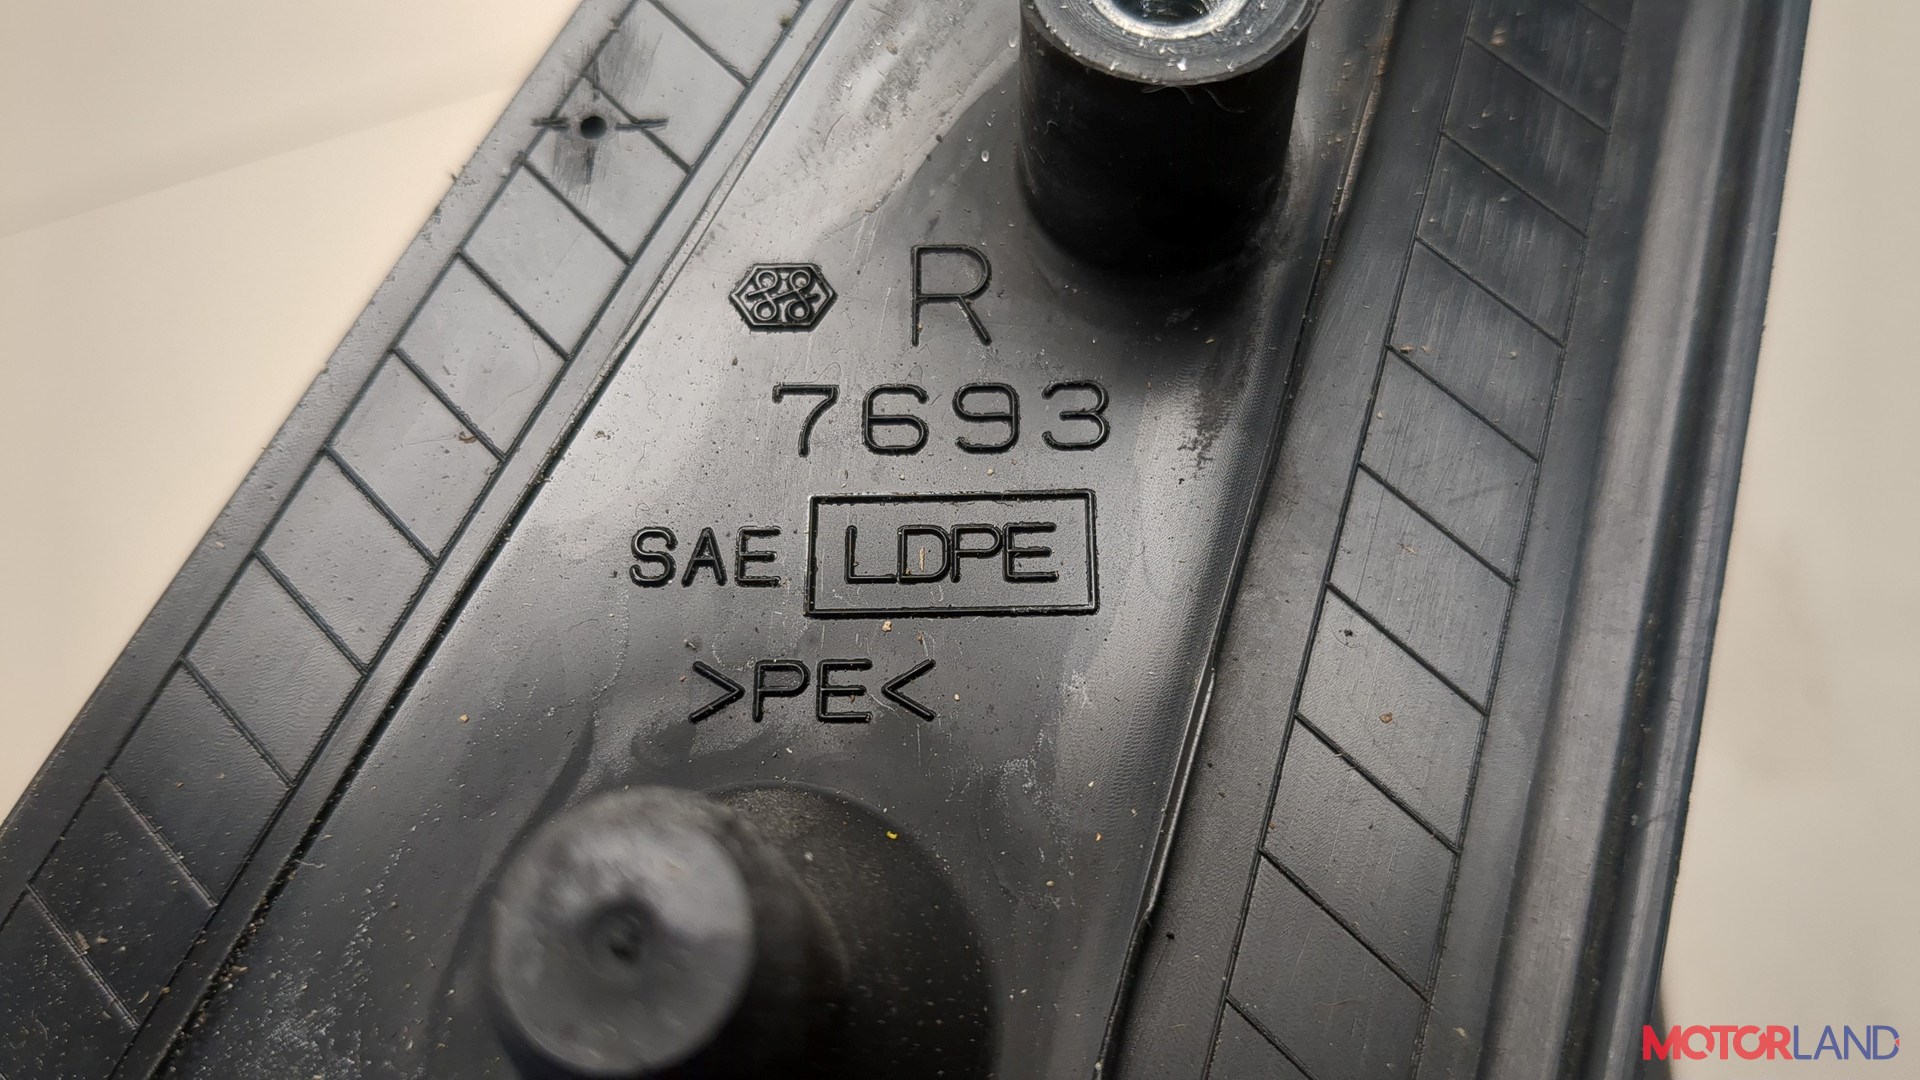 R
7693
SAE LDPE
>PE<
MOTORLAND